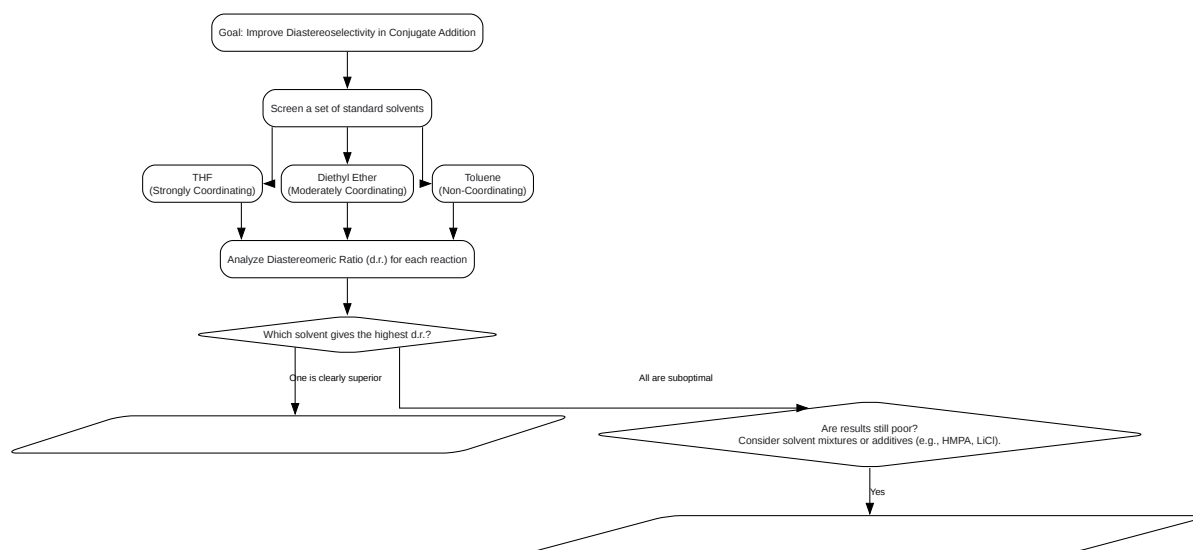 Goal: Improve Diastereoselectivity in Conjugate Addition
Screen a set of standard solvents
THF
(Strongly Coordinating)
Diethyl Ether
(Moderately Coordinating)
Toluene
(Non-Coordinating)
Analyze Diastereomeric Ratio (d.r.) for each reaction
Which solvent gives the highest d.r.?
One is clearly superior
All are suboptimal
Are results still poor?
Consider solvent mixtures or additives (e.g., HMPA, LiCl).
Yes